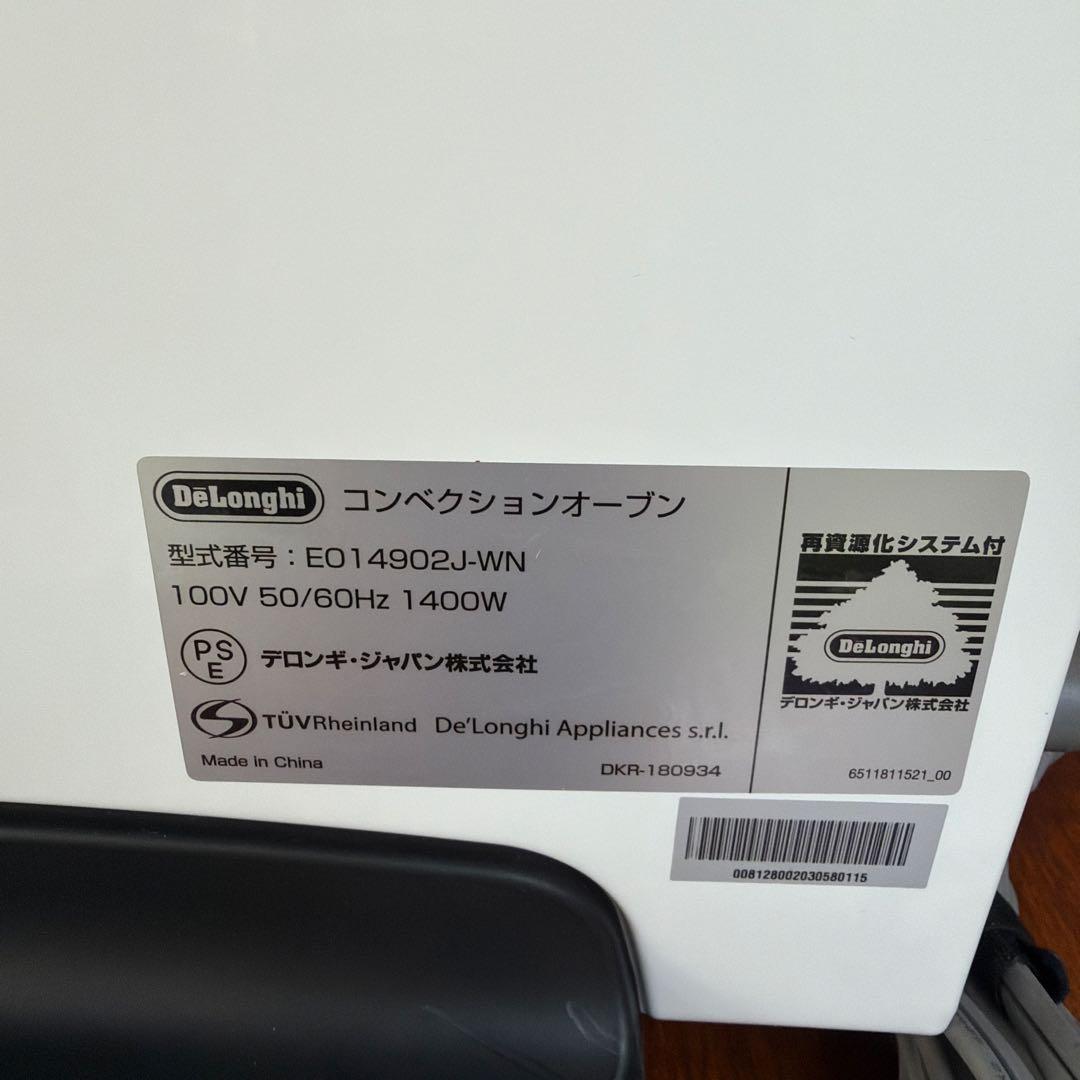 DēLonghi コンベクションオーブン
型式番号：EO14902J-WN
100V 50/60Hz 1400W
PS
E
デロンギ・ジャパン株式会社
TÜVRheinland De'Longhi Appliances s.r.l.
Made in China
DKR-180934
再資源化システム付
DēLonghi
デロンギ・ジャパン株式会社
6511811521_00
008128002030580115